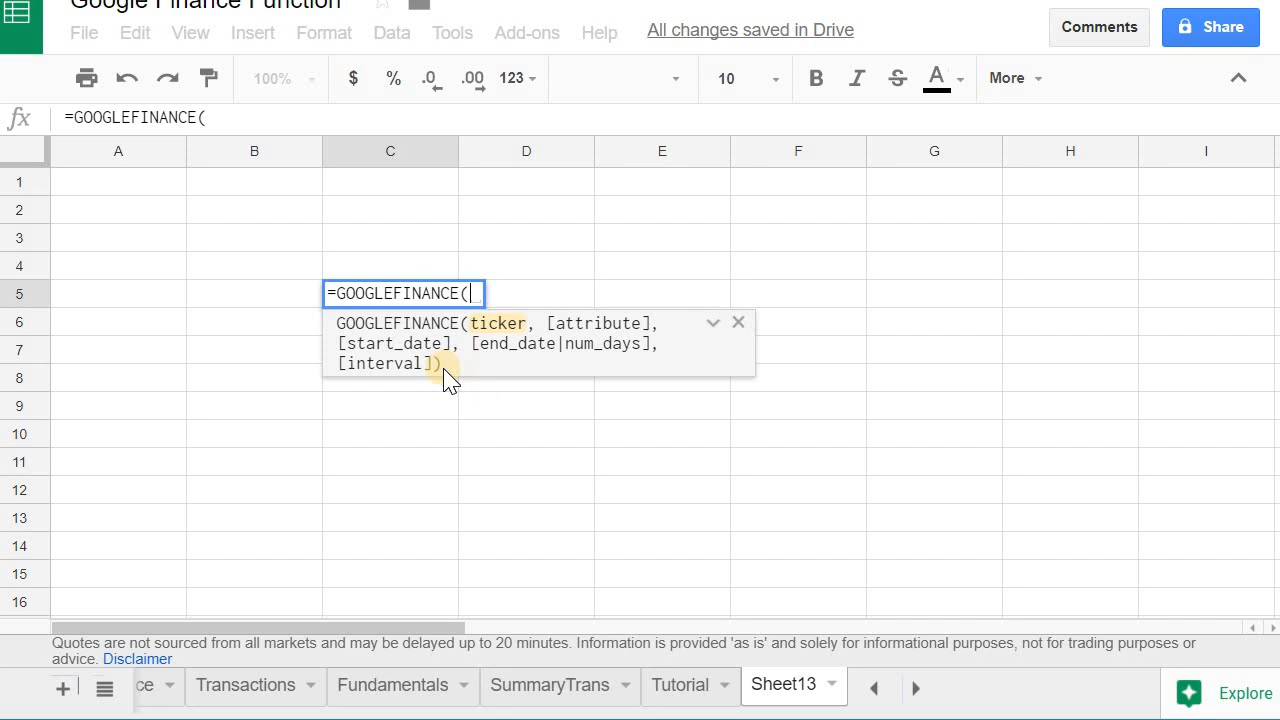 Google Finance Function
File Edit View Insert Format Data Tools Add-ons Help All changes saved in Drive Comments Share
100% $ % .0 .00 123 10 B I S A More
fx =GOOGLEFINANCE(
A B C D E F G H I
1
2
3
4
5 =GOOGLEFINANCE(
6 GOOGLEFINANCE(ticker, [attribute],
7 [start_date], [end_date|num_days],
8 [interval])
9
10
11
12
13
14
15
16
Quotes are not sourced from all markets and may be delayed up to 20 minutes. Information is provided 'as is' and solely for informational purposes, not for trading purposes or
advice. Disclaimer
ce Transactions Fundamentals SummaryTrans Tutorial Sheet13 Explore